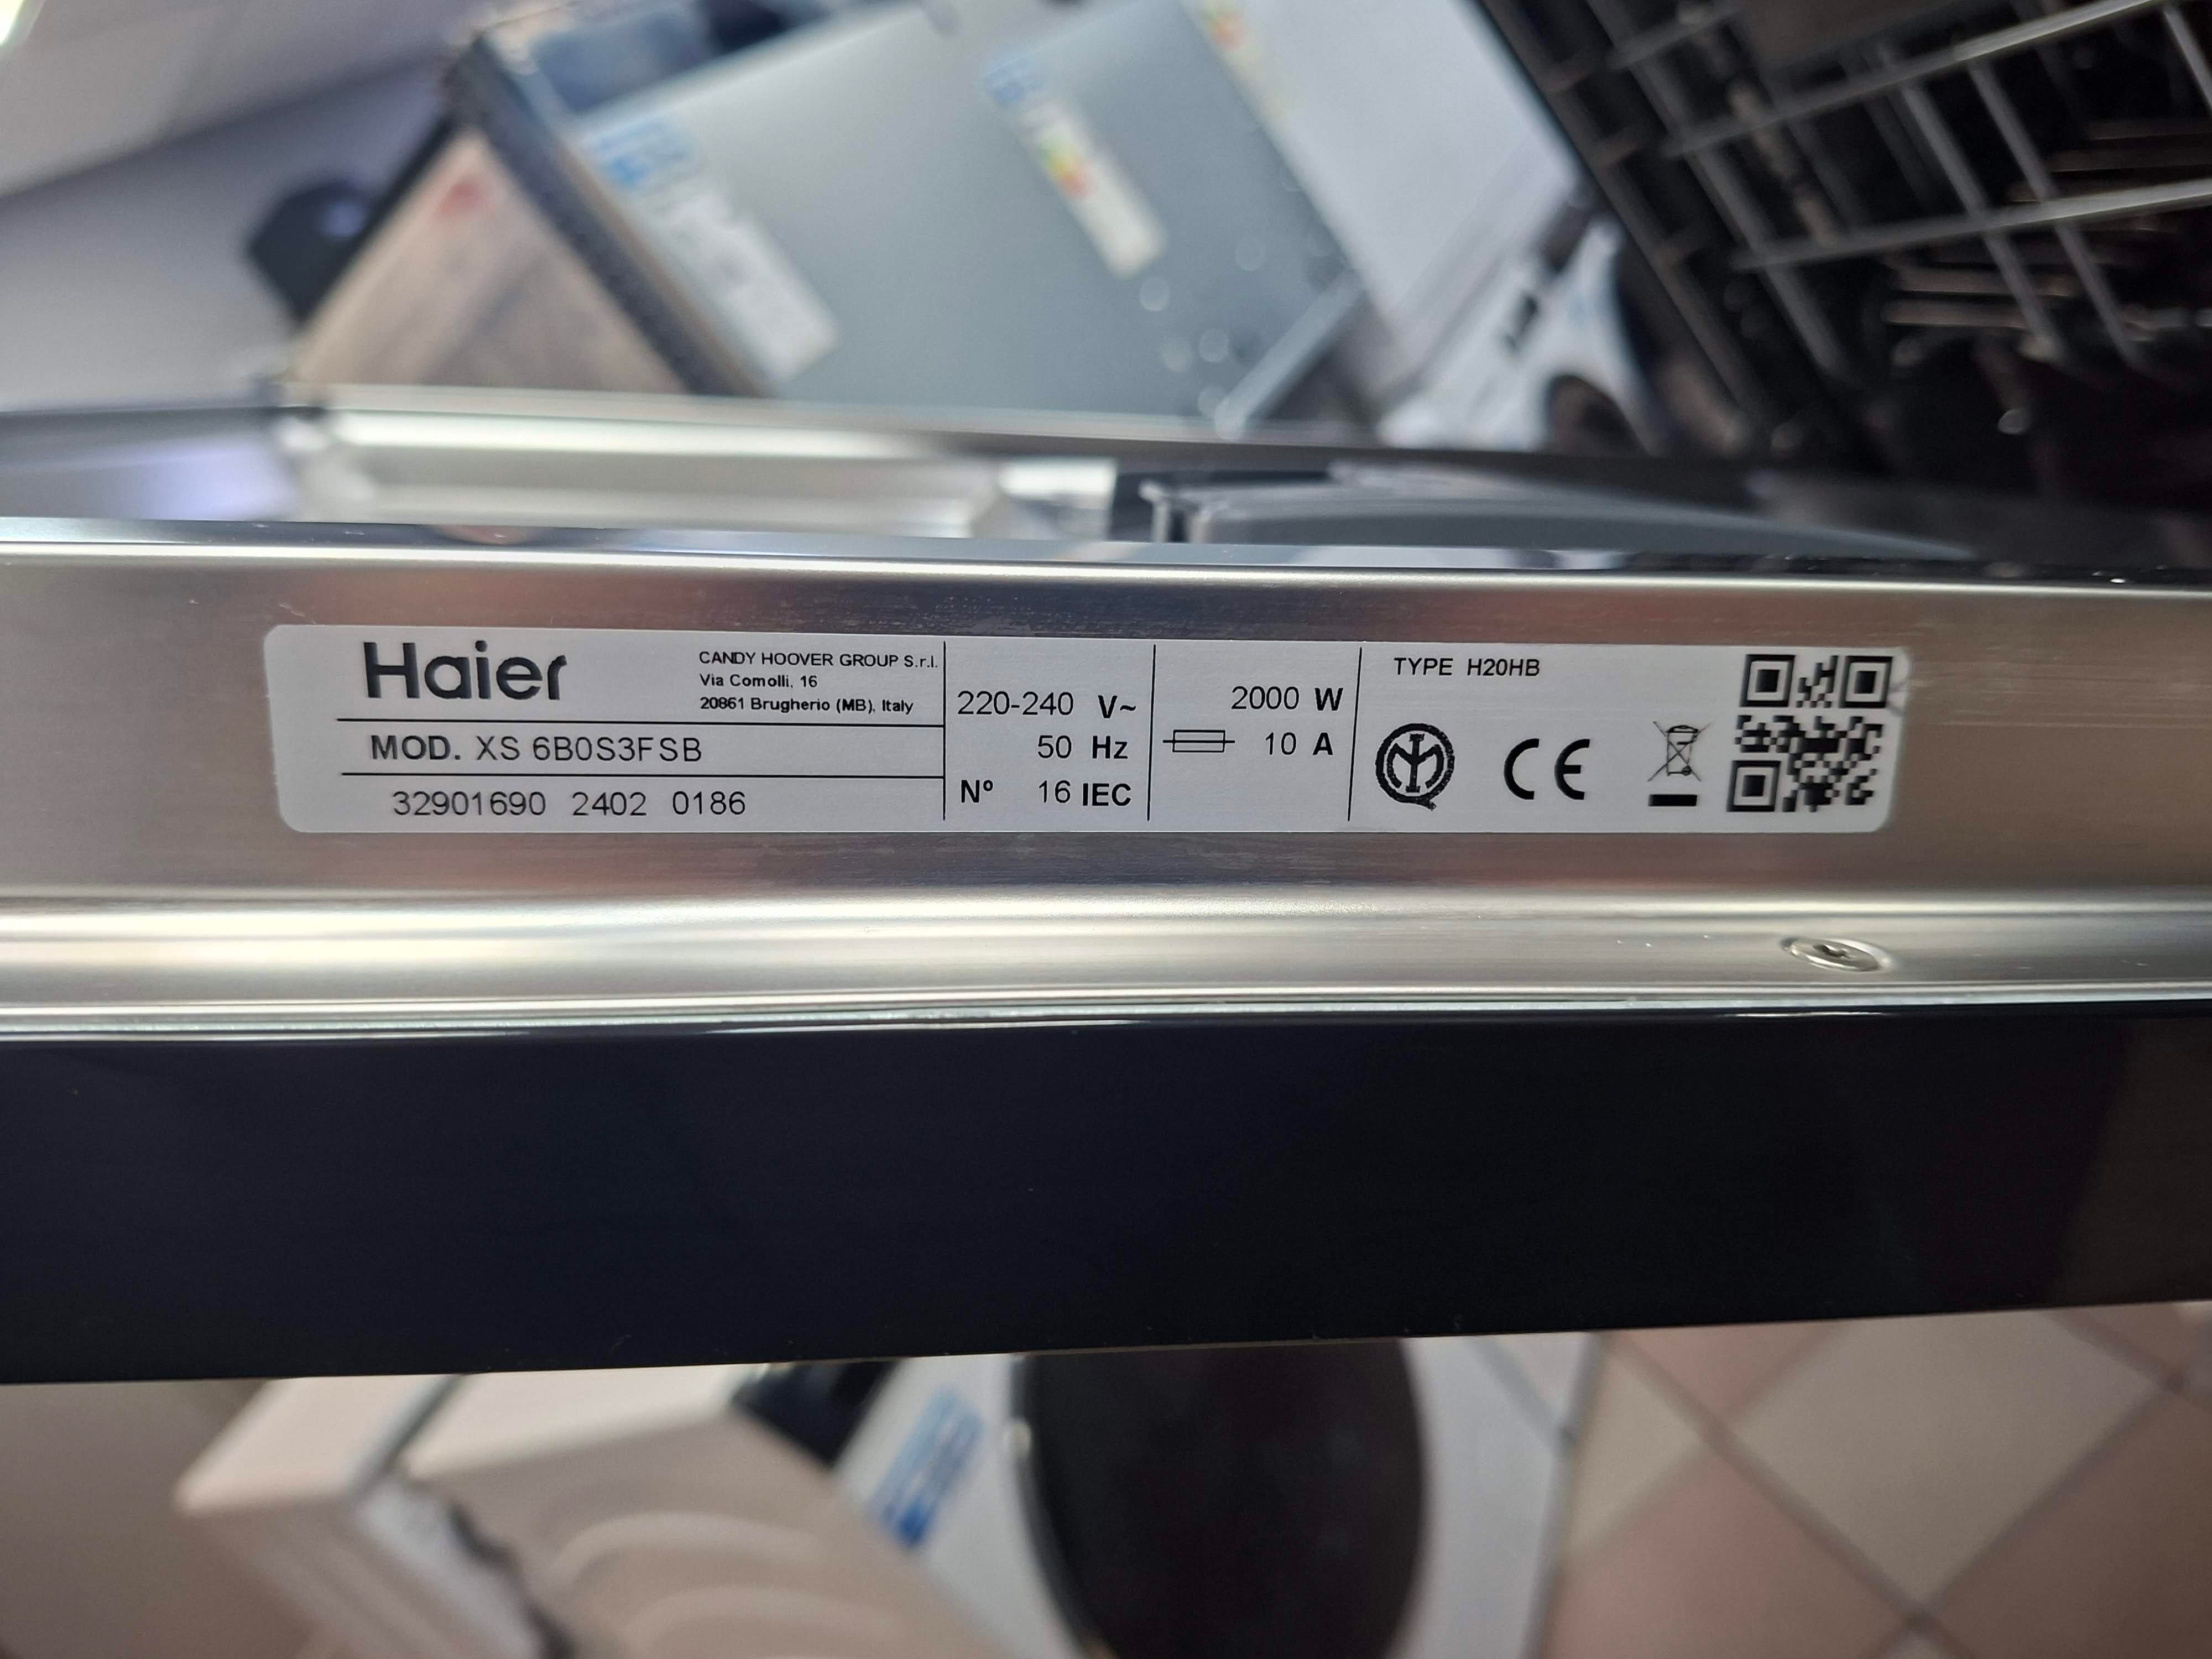 Haier
CANDY HOOVER GROUP S.r.l.
Via Comolli, 16
20861 Brugherio (MB), Italy
MOD. XS 6B0S3FSB
32901690 2402 0186
220-240 V~
50 Hz
Nº 16 IEC
2000 W
10 A
TYPE H20HB
CE